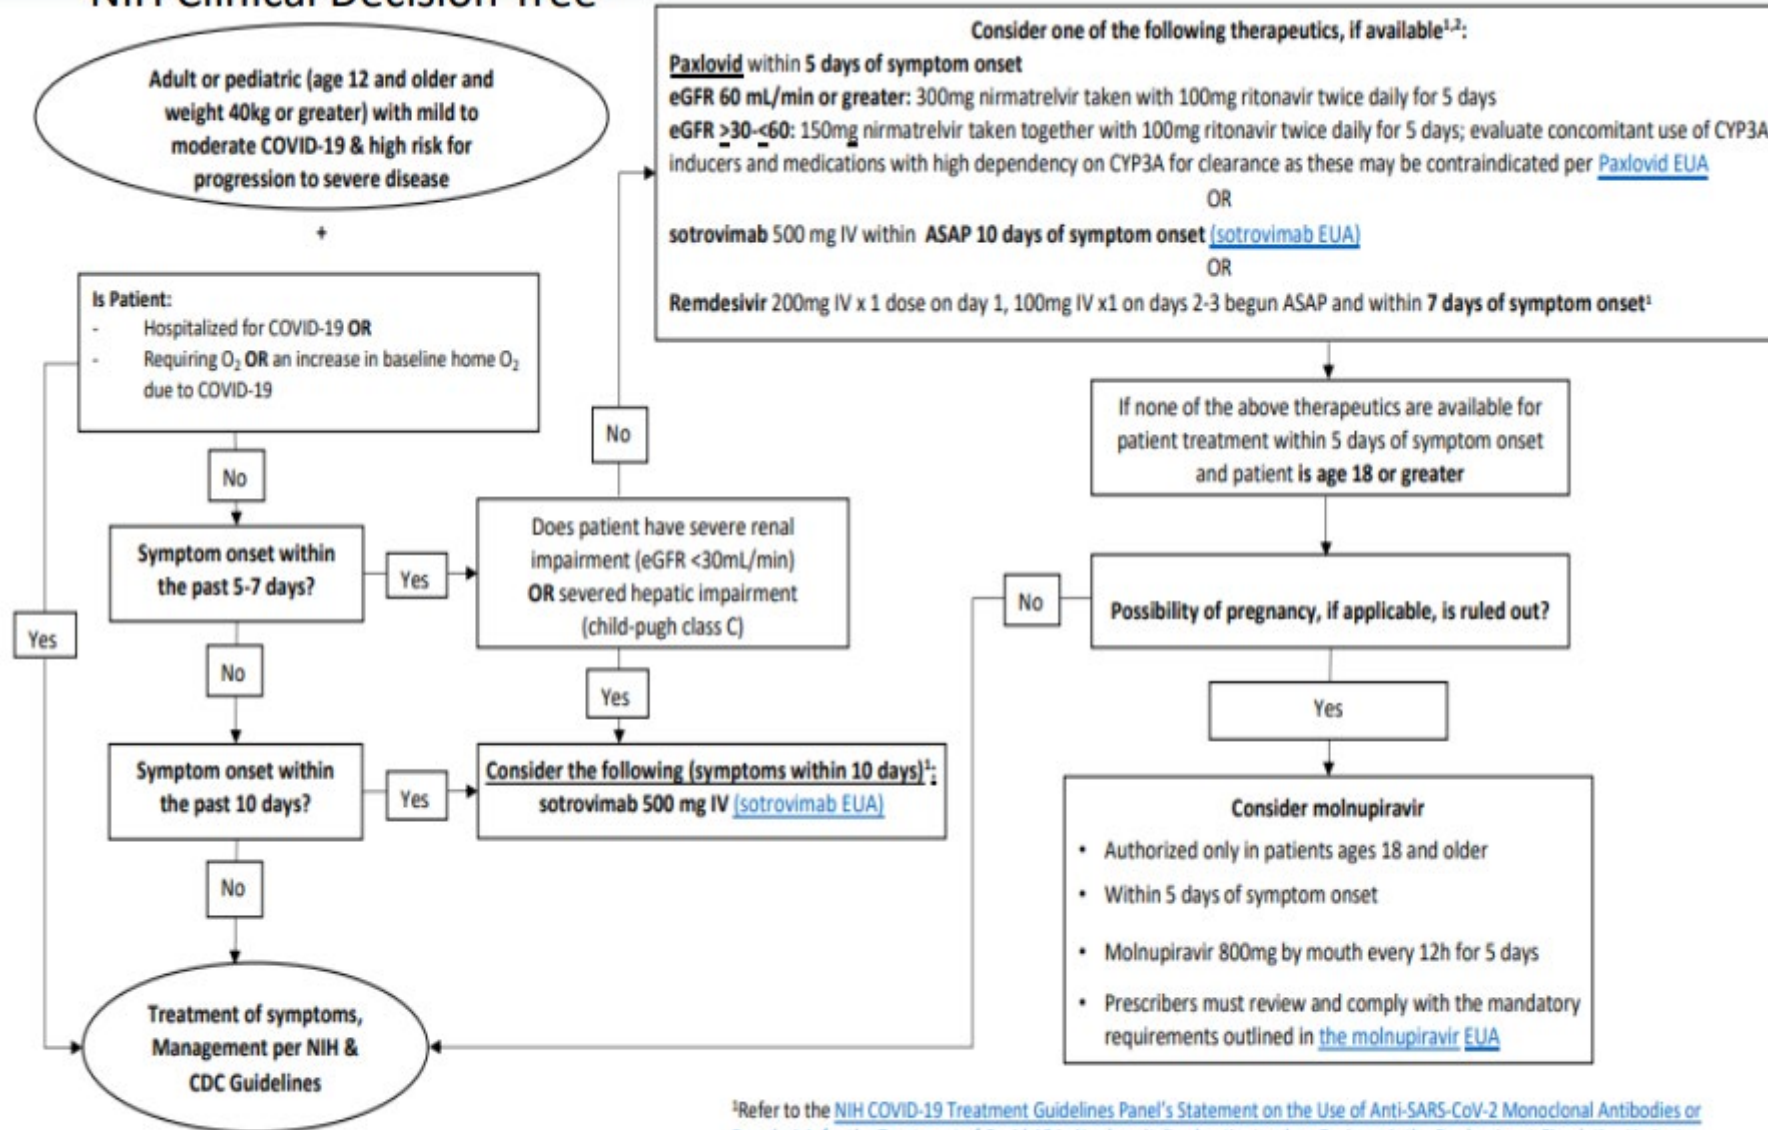 NIH Clinical Decision Tree
Adult or pediatric (age 12 and older and
weight 40kg or greater) with mild to
moderate COVID-19 & high risk for
progression to severe disease
+
Is Patient:
- Hospitalized for COVID-19 OR
- Requiring O₂ OR an increase in baseline home O₂
due to COVID-19
No
Yes
Symptom onset within
the past 5-7 days?
Yes
No
Symptom onset within
the past 10 days?
Yes
No
Treatment of symptoms,
Management per NIH &
CDC Guidelines
Does patient have severe renal
impairment (eGFR <30mL/min)
OR severed hepatic impairment
(child-pugh class C)
No
Yes
Consider the following (symptoms within 10 days)¹:
sotrovimab 500 mg IV (sotrovimab EUA)
Consider one of the following therapeutics, if available¹,²:
Paxlovid within 5 days of symptom onset
eGFR 60 mL/min or greater: 300mg nirmatrelvir taken with 100mg ritonavir twice daily for 5 days
eGFR >30-<60: 150mg nirmatrelvir taken together with 100mg ritonavir twice daily for 5 days; evaluate concomitant use of CYP3A
inducers and medications with high dependency on CYP3A for clearance as these may be contraindicated per Paxlovid EUA
OR
sotrovimab 500 mg IV within ASAP 10 days of symptom onset (sotrovimab EUA)
OR
Remdesivir 200mg IV x 1 dose on day 1, 100mg IV x1 on days 2-3 begun ASAP and within 7 days of symptom onset¹
If none of the above therapeutics are available for
patient treatment within 5 days of symptom onset
and patient is age 18 or greater
Possibility of pregnancy, if applicable, is ruled out?
No
Yes
Consider molnupiravir
• Authorized only in patients ages 18 and older
• Within 5 days of symptom onset
• Molnupiravir 800mg by mouth every 12h for 5 days
• Prescribers must review and comply with the mandatory
requirements outlined in the molnupiravir EUA
¹Refer to the NIH COVID-19 Treatment Guidelines Panel's Statement on the Use of Anti-SARS-CoV-2 Monoclonal Antibodies or